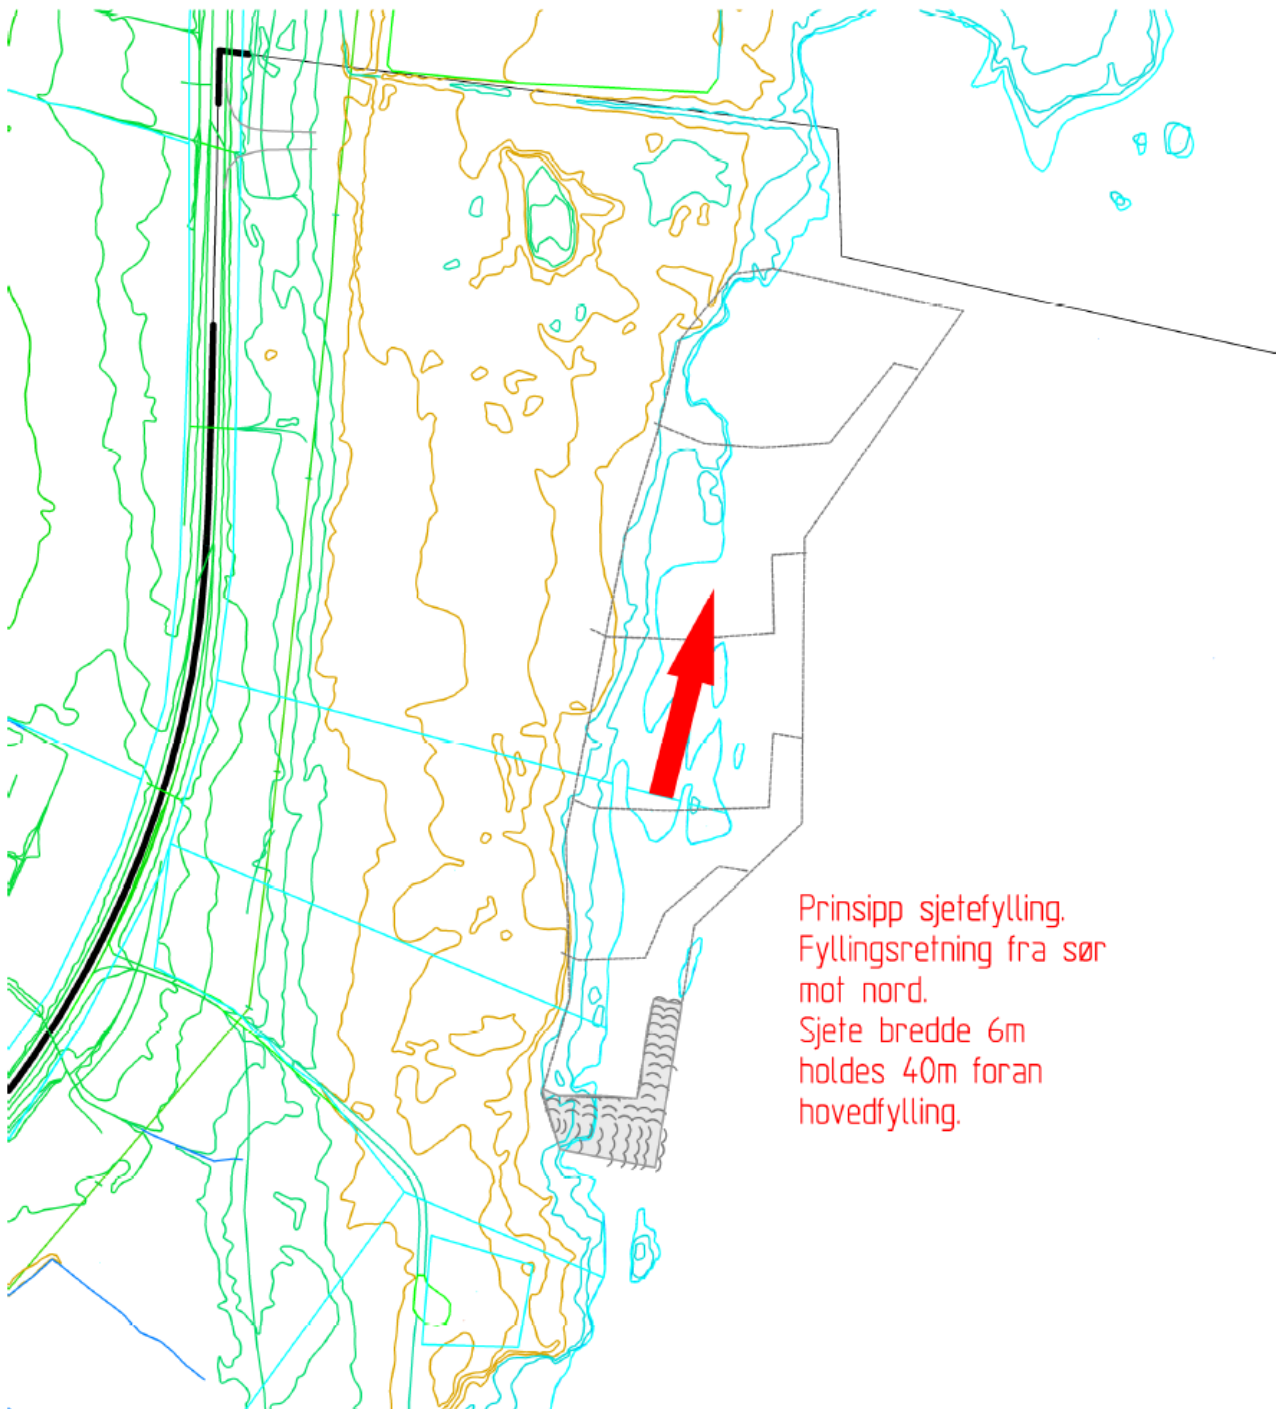 Prinsipp sjetefylling.
Fyllingsretning fra sør
mot nord.
Sjete bredde 6m
holdes 40m foran
hovedfylling.